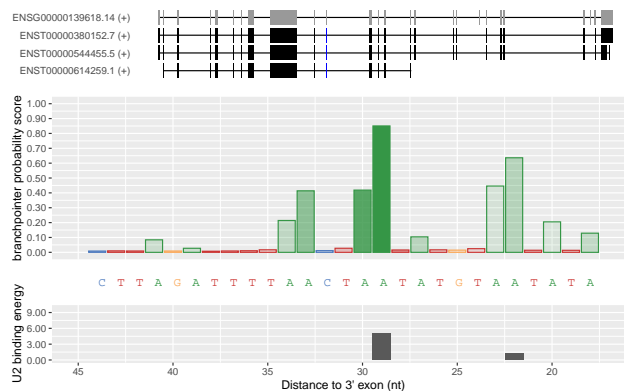 ENSG00000139618.14 (+)
ENST00000380152.7 (+)
ENST00000544455.5 (+)
ENST00000614259.1 (+)
branchpointer probability score
1.00
0.90
0.80
0.70
0.60
0.50
0.40
0.30
0.20
0.10
0.00
C T T A G A T T T T A A C T A A T A T G T A A T A T A
U2 binding energy
9.00
6.00
3.00
0.00
45 40 35 30 25 20
Distance to 3' exon (nt)